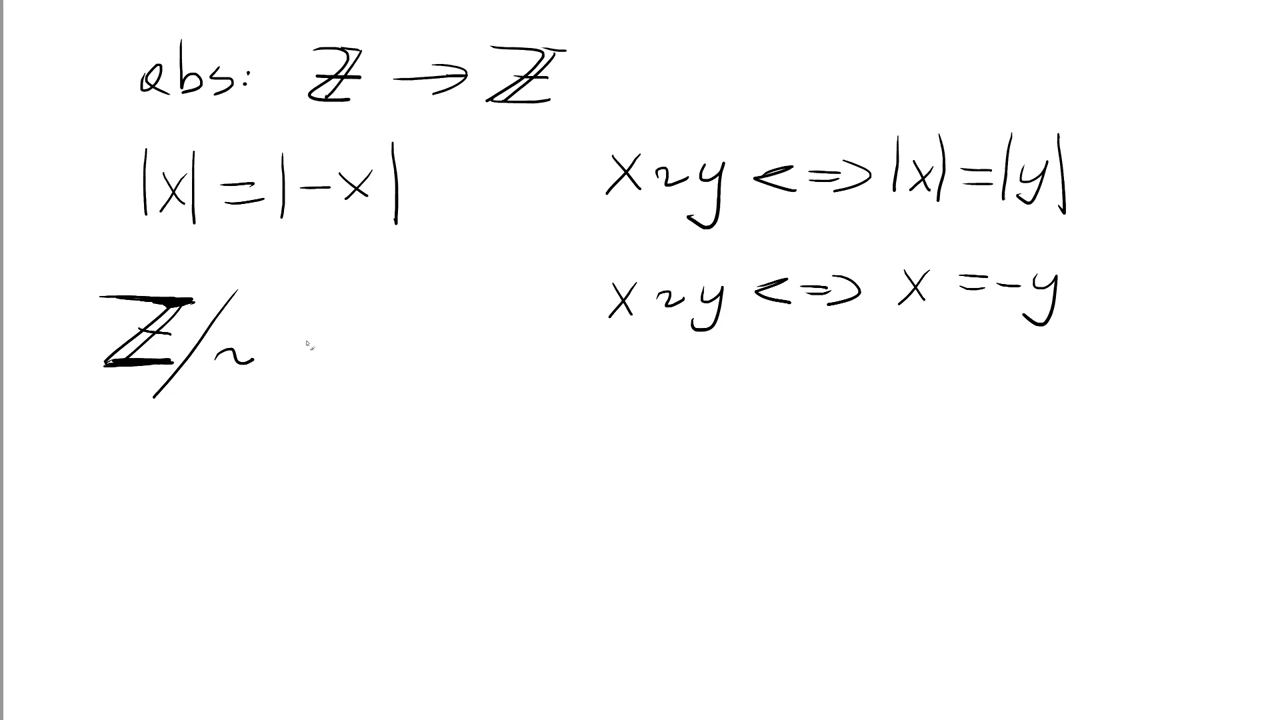 abs: ℤ → ℤ
|x| = |-x|
x ~ y <=> |x| = |y|
x ~ y <=> x = -y
ℤ/~